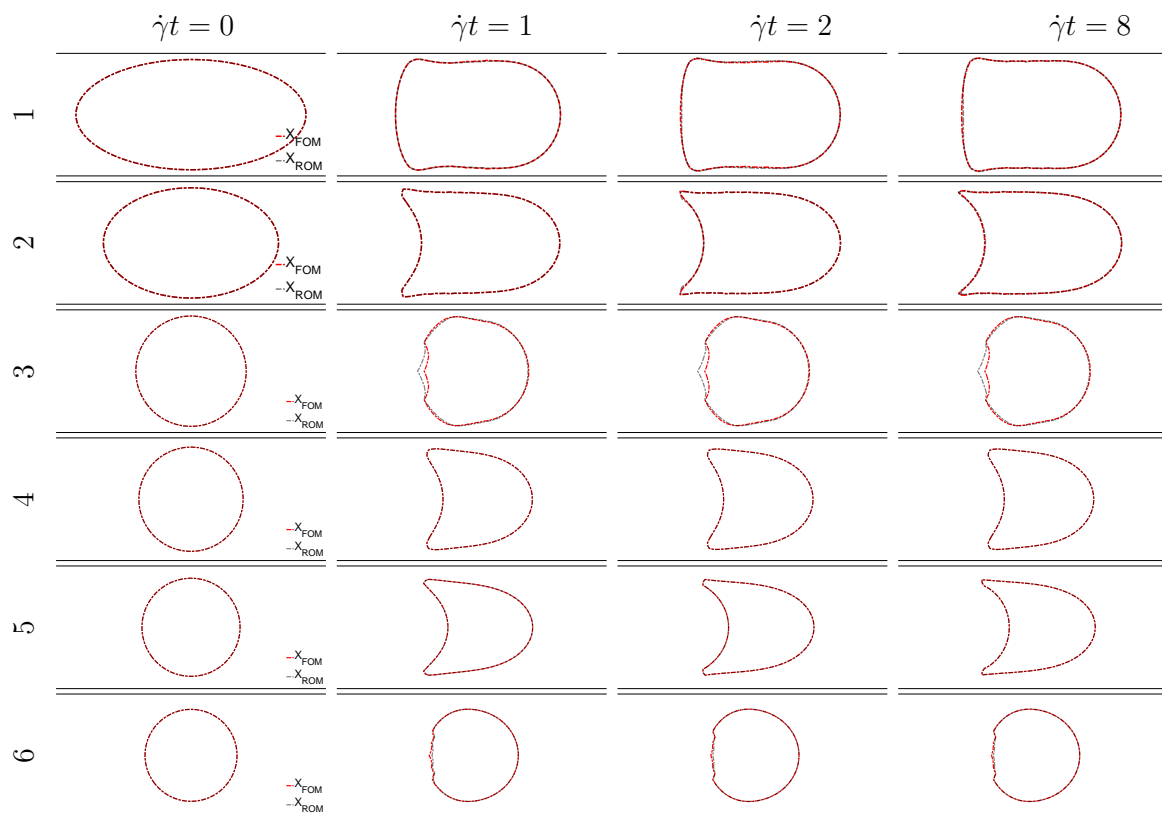 γ̇t = 0 γ̇t = 1 γ̇t = 2 γ̇t = 8
1
X_FOM
X_ROM
2
X_FOM
X_ROM
3
X_FOM
X_ROM
4
X_FOM
X_ROM
5
X_FOM
X_ROM
6
X_FOM
X_ROM